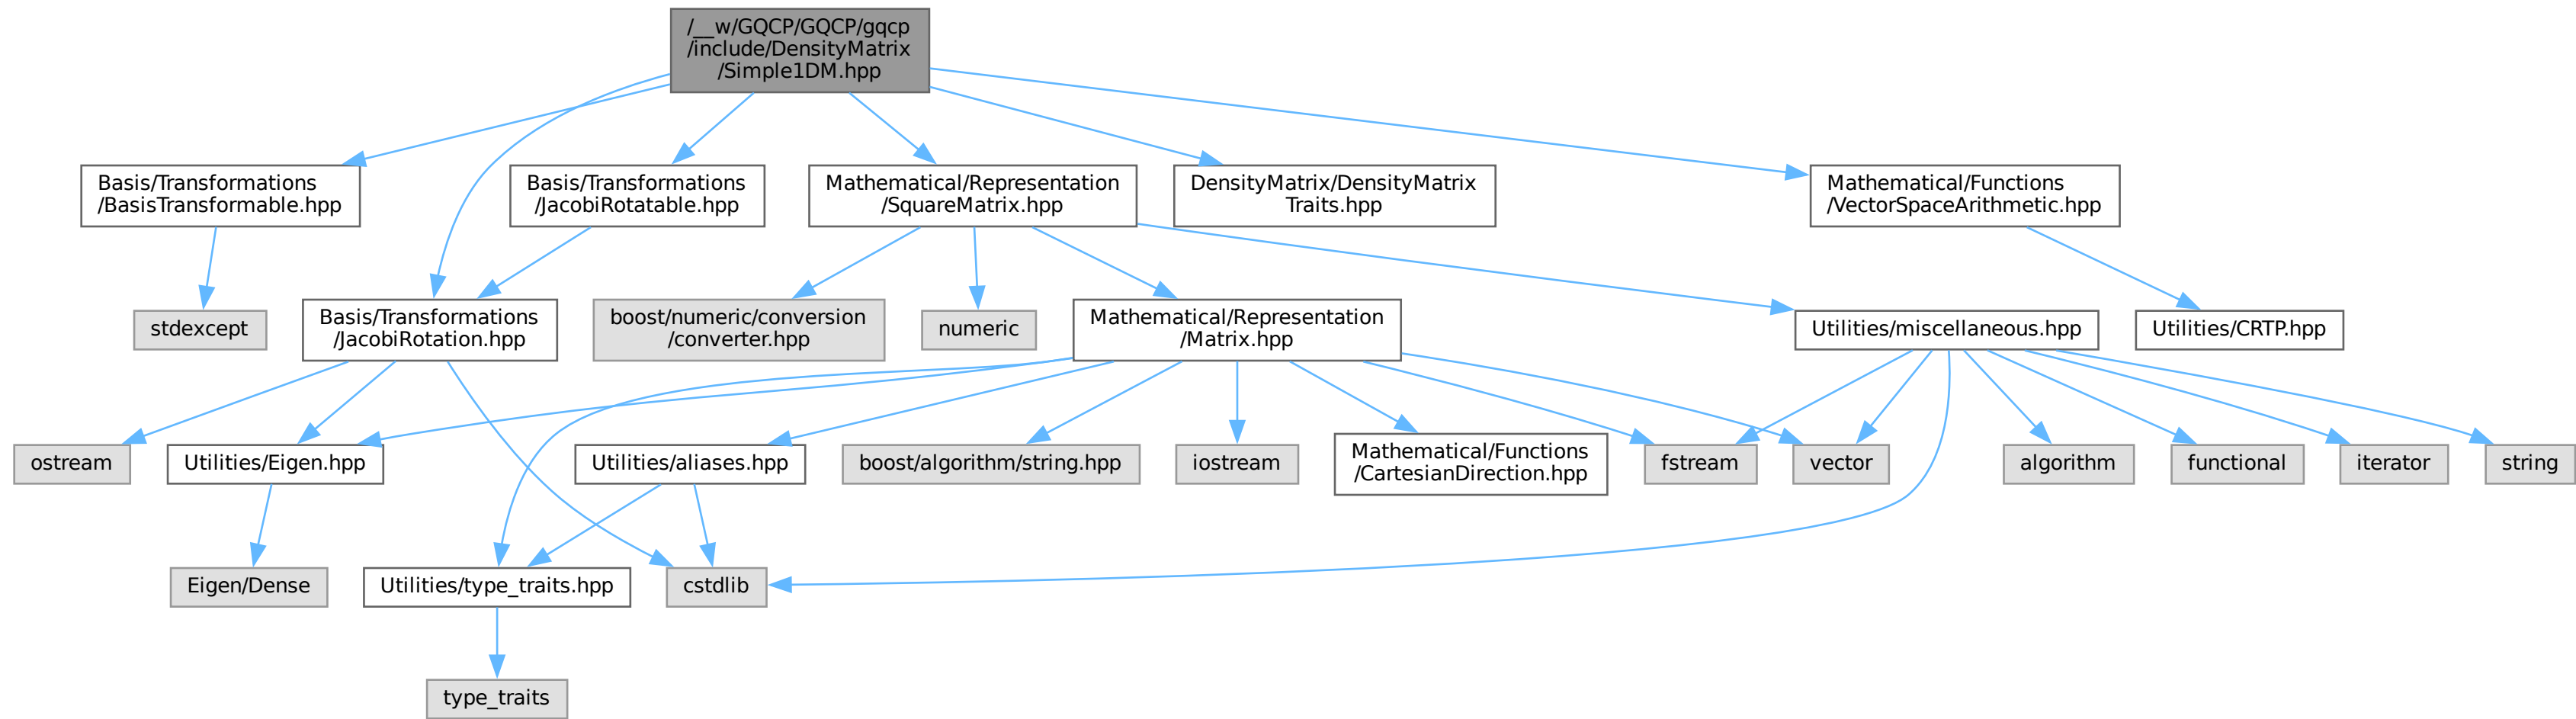 /__w/GQCP/GQCP/gqcp
/include/DensityMatrix
/Simple1DM.hpp
Basis/Transformations
/BasisTransformable.hpp
Basis/Transformations
/JacobiRotatable.hpp
Mathematical/Representation
/SquareMatrix.hpp
DensityMatrix/DensityMatrix
Traits.hpp
Mathematical/Functions
/VectorSpaceArithmetic.hpp
stdexcept
Basis/Transformations
/JacobiRotation.hpp
boost/numeric/conversion
/converter.hpp
numeric
Mathematical/Representation
/Matrix.hpp
Utilities/miscellaneous.hpp
Utilities/CRTP.hpp
ostream
Utilities/Eigen.hpp
Utilities/aliases.hpp
boost/algorithm/string.hpp
iostream
Mathematical/Functions
/CartesianDirection.hpp
fstream
vector
algorithm
functional
iterator
string
Eigen/Dense
Utilities/type_traits.hpp
cstdlib
type_traits